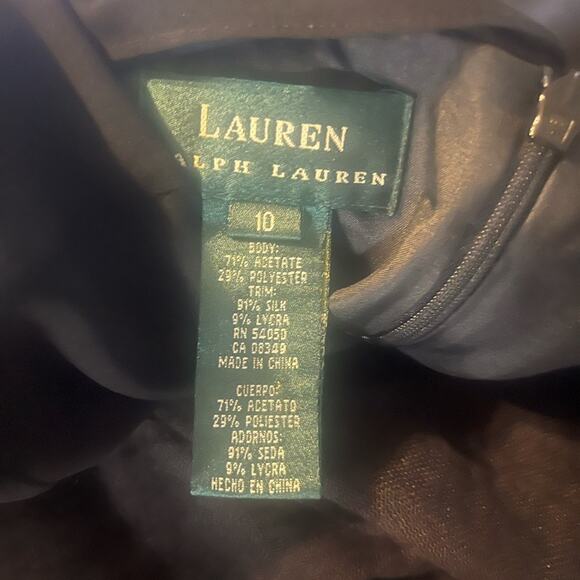 LAUREN
ALPH LAUREN
10
BODY:
71% ACETATE
29% POLYESTER
TRIM:
91% SILK
9% LYCRA
RN 54050
CA 08349
MADE IN CHINA
CUERPO:
71% ACETATO
29% POLIESTER
ADORNOS:
91% SEDA
9% LYCRA
HECHO EN CHINA